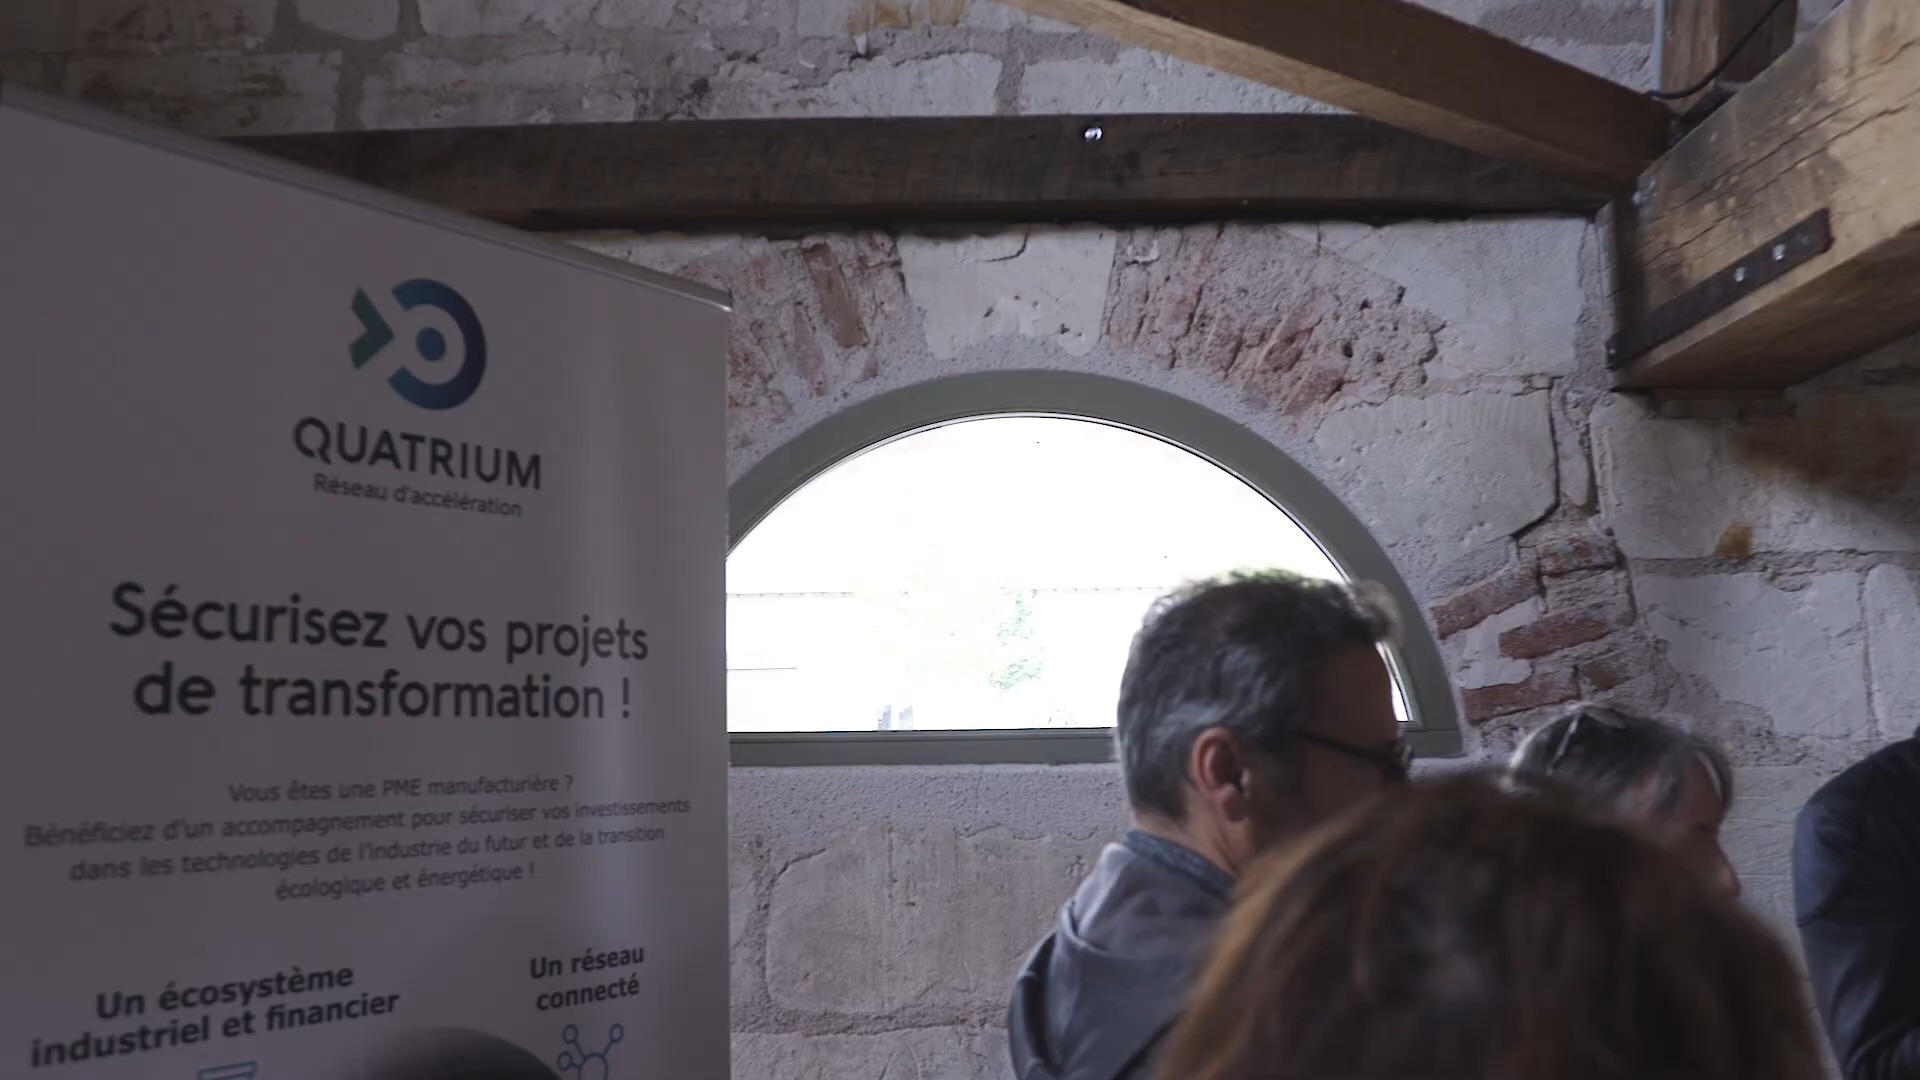 QUATRIUM
Réseau d'accélération
Sécurisez vos projets
de transformation !
Vous êtes une PME manufacturière ?
Bénéficiez d'un accompagnement pour sécuriser vos investissements
dans les technologies de l'industrie du futur et de la transition
écologique et énergétique !
Un écosystème
industriel et financier
Un réseau
connecté